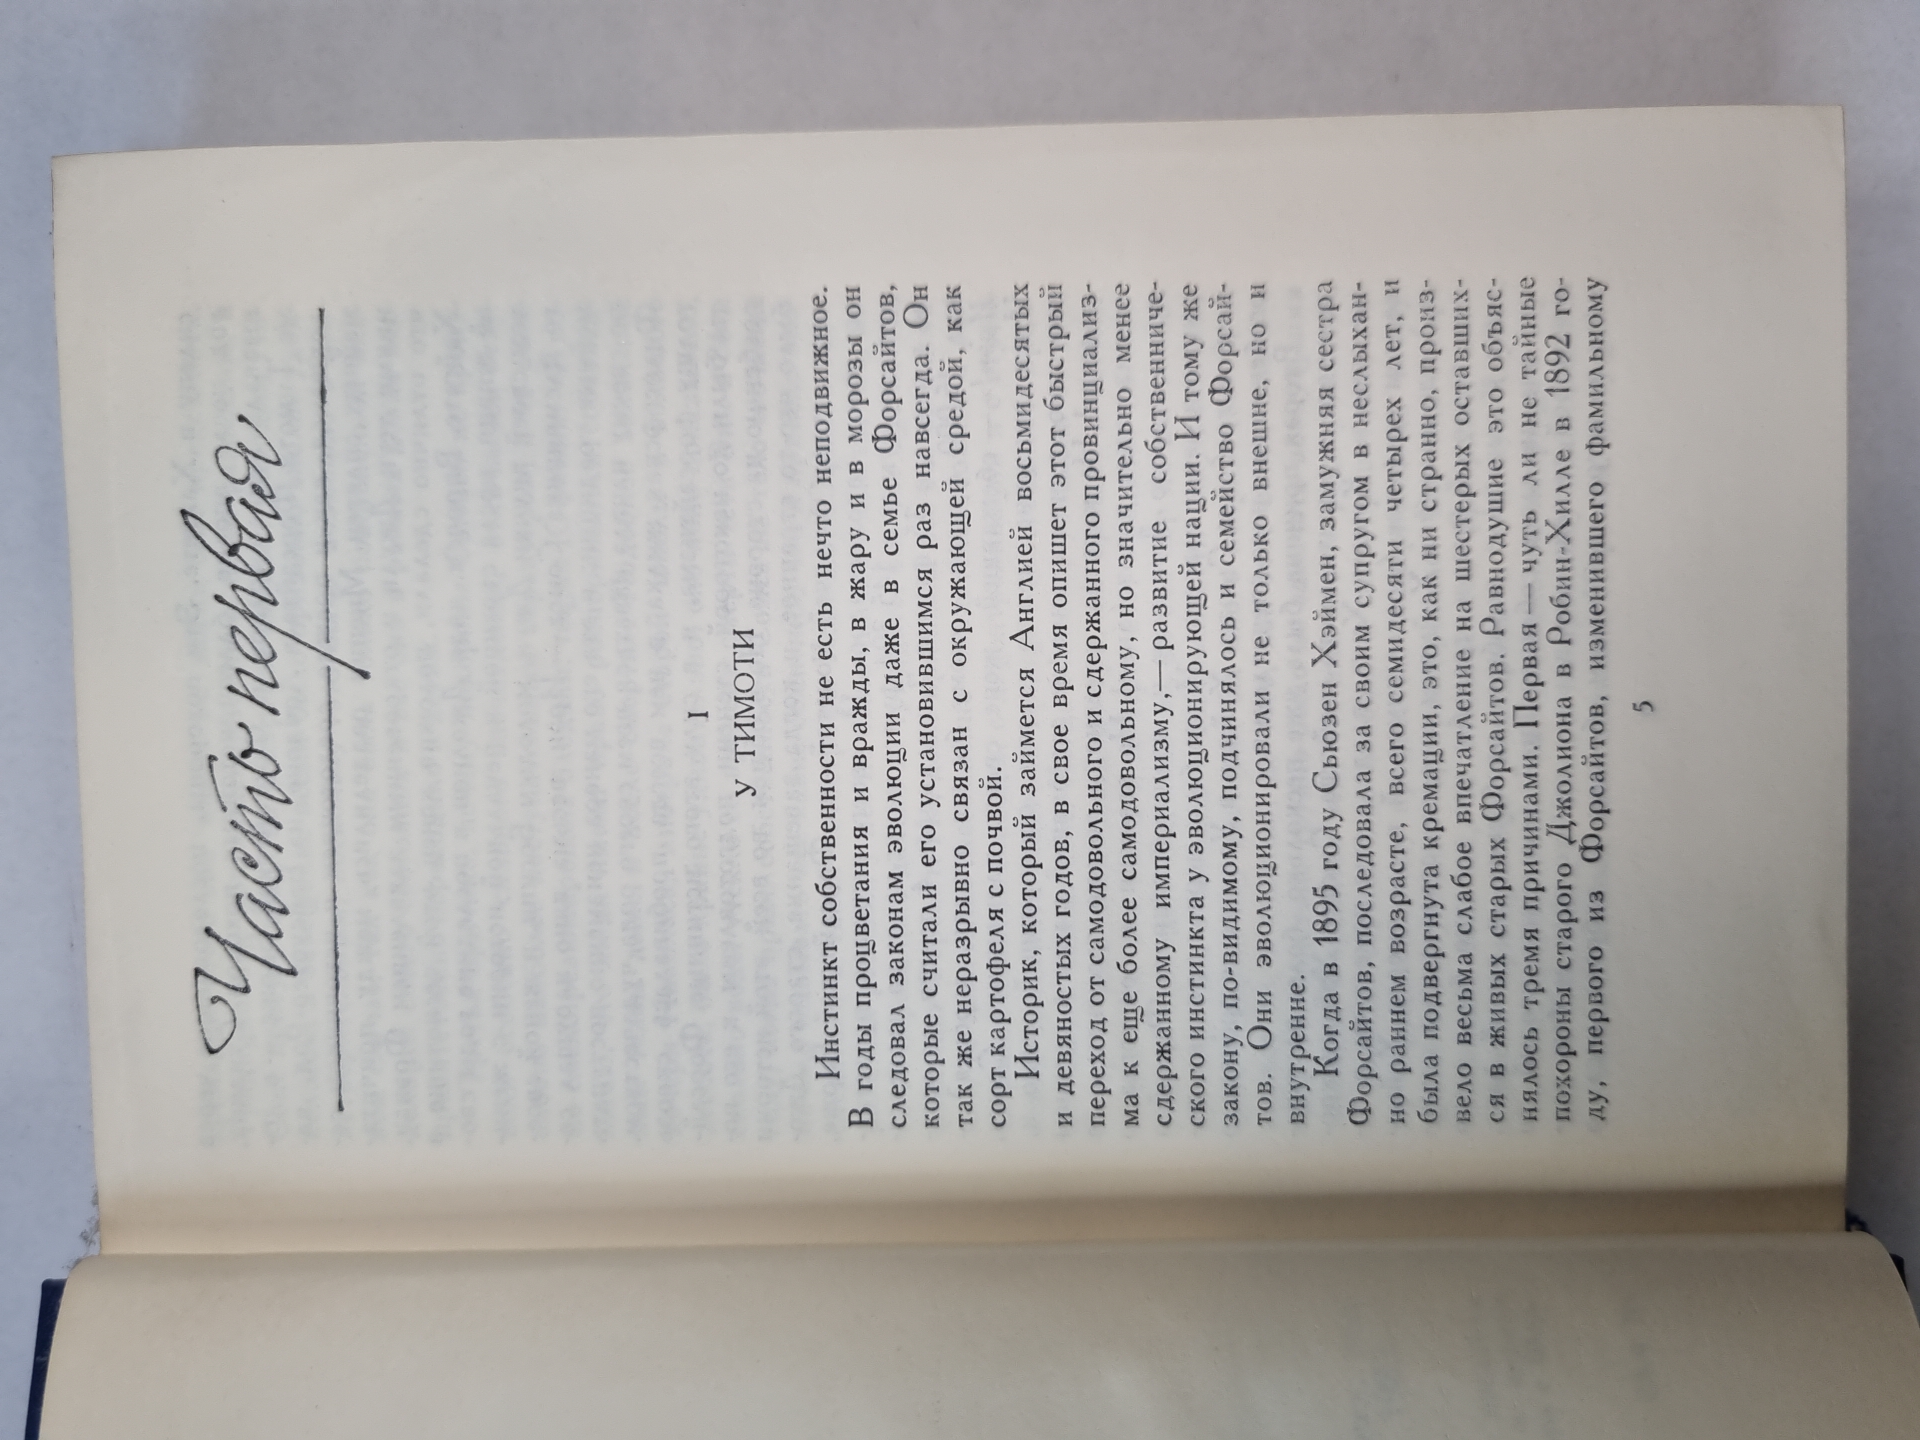 Часть первая
I
У ТИМОТИ
Инстинкт собственности не есть нечто неподвижное.
В годы процветания и вражды, в жару и в морозы он
следовал законам эволюции даже в семье Форсайтов,
которые считали его установившимся раз навсегда. Он
так же неразрывно связан с окружающей средой, как
сорт картофеля с почвой.
Историк, который займется Англией восьмидесятых
и девяностых годов, в свое время опишет этот быстрый
переход от самодовольного и сдержанного провинциализ-
ма к еще более самодовольному, но значительно менее
сдержанному империализму,— развитие собственниче-
ского инстинкта у эволюционирующей нации. И тому же
закону, по-видимому, подчинялось и семейство Форсай-
тов. Они эволюционировали не только внешне, но и
внутренне.
Когда в 1895 году Сьюзен Хэймен, замужняя сестра
Форсайтов, последовала за своим супругом в неслыхан-
но раннем возрасте, всего семидесяти четырех лет, и
была подвергнута кремации, это, как ни странно, произ-
вело весьма слабое впечатление на шестерых оставших-
ся в живых старых Форсайтов. Равнодушие это объяс-
нялось тремя причинами. Первая — чуть ли не тайные
похороны старого Джолиона в Робин-Хилле в 1892 го-
ду, первого из Форсайтов, изменившего фамильному
5